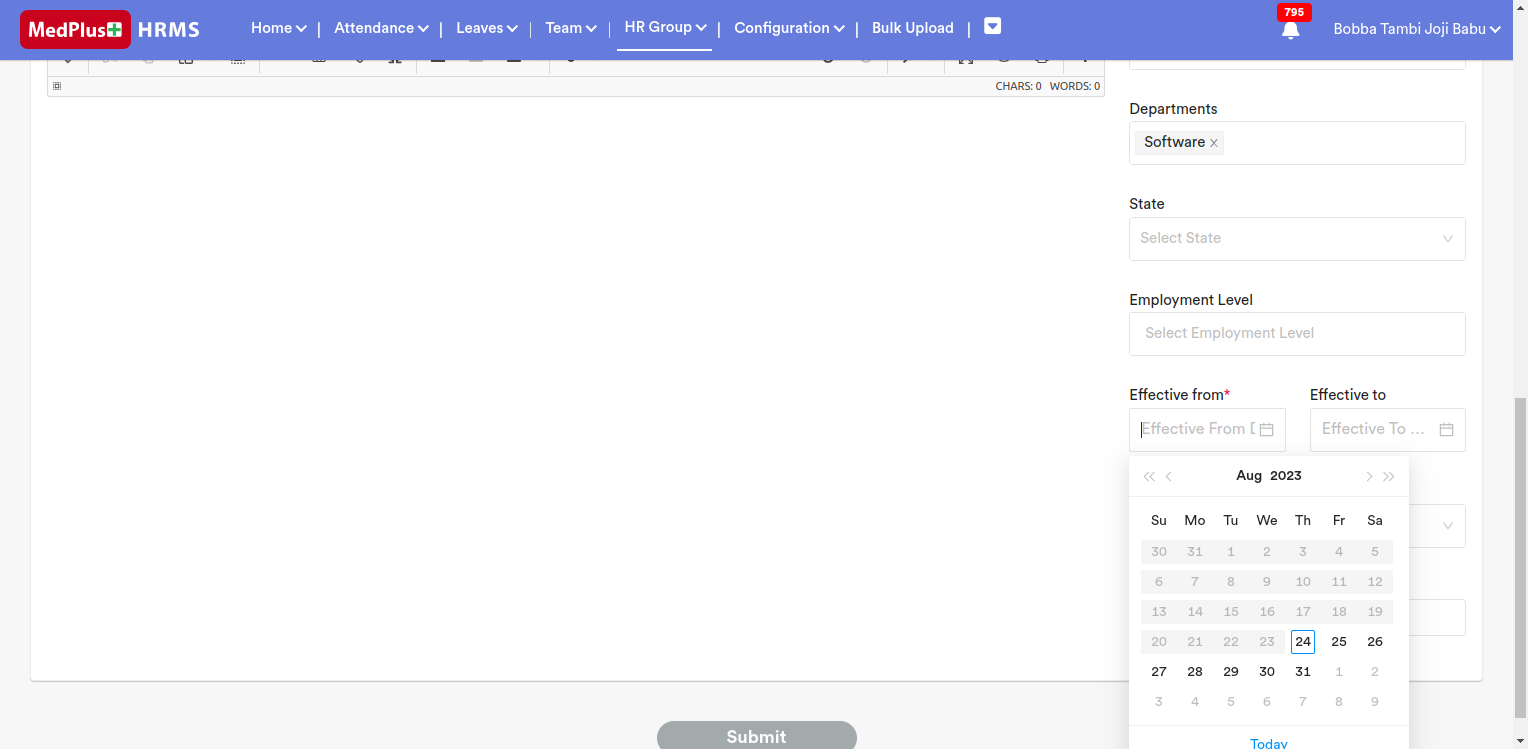 MedPlus HRMS Home | Attendance | Leaves | Team | HR Group | Configuration | Bulk Upload | 795 Bobba Tambi Joji Babu
CHARS: 0 WORDS: 0
Departments
Software
State
Select State
Employment Level
Select Employment Level
Effective from* Effective to
Effective From D Effective To ...
Aug 2023
Su Mo Tu We Th Fr Sa
30 31 1 2 3 4 5
6 7 8 9 10 11 12
13 14 15 16 17 18 19
20 21 22 23 24 25 26
27 28 29 30 31 1 2
3 4 5 6 7 8 9
Today
Submit